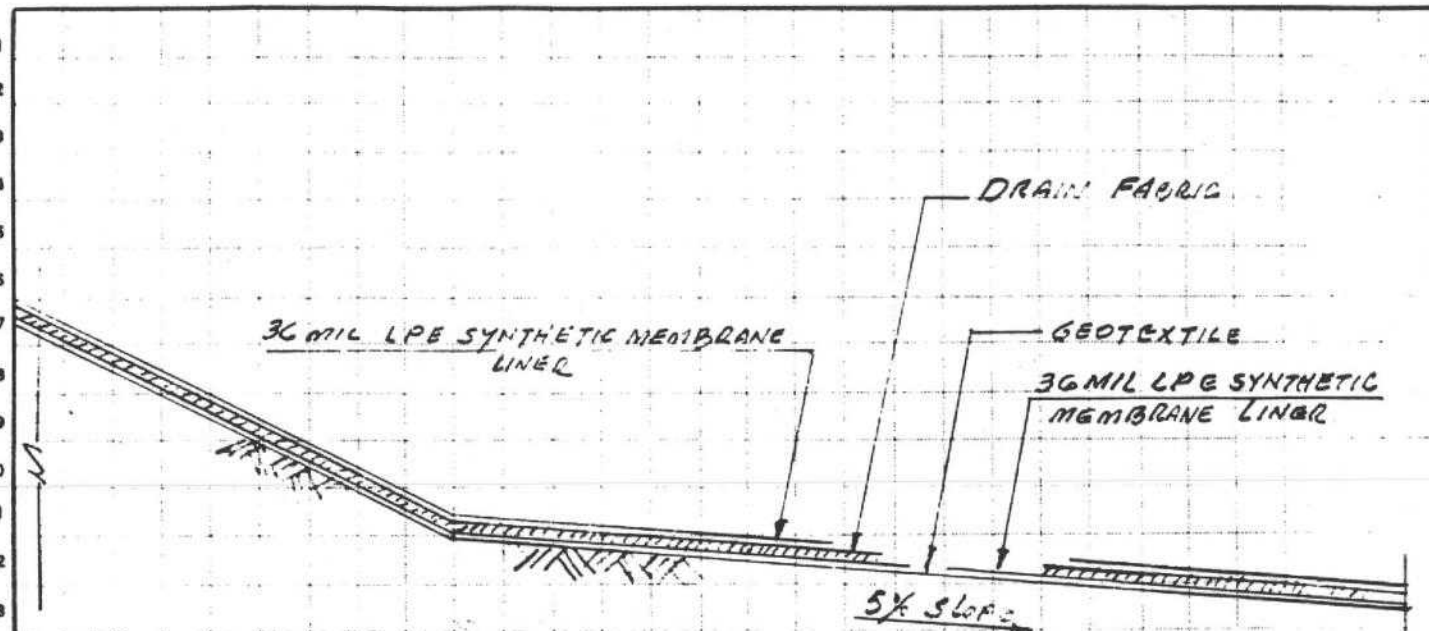 DRAIN FABRIC
36 MIL LPE SYNTHETIC MEMBRANE
LINER
GEOTEXTILE
36 MIL LPE SYNTHETIC
MEMBRANE LINER
5% SLOPE